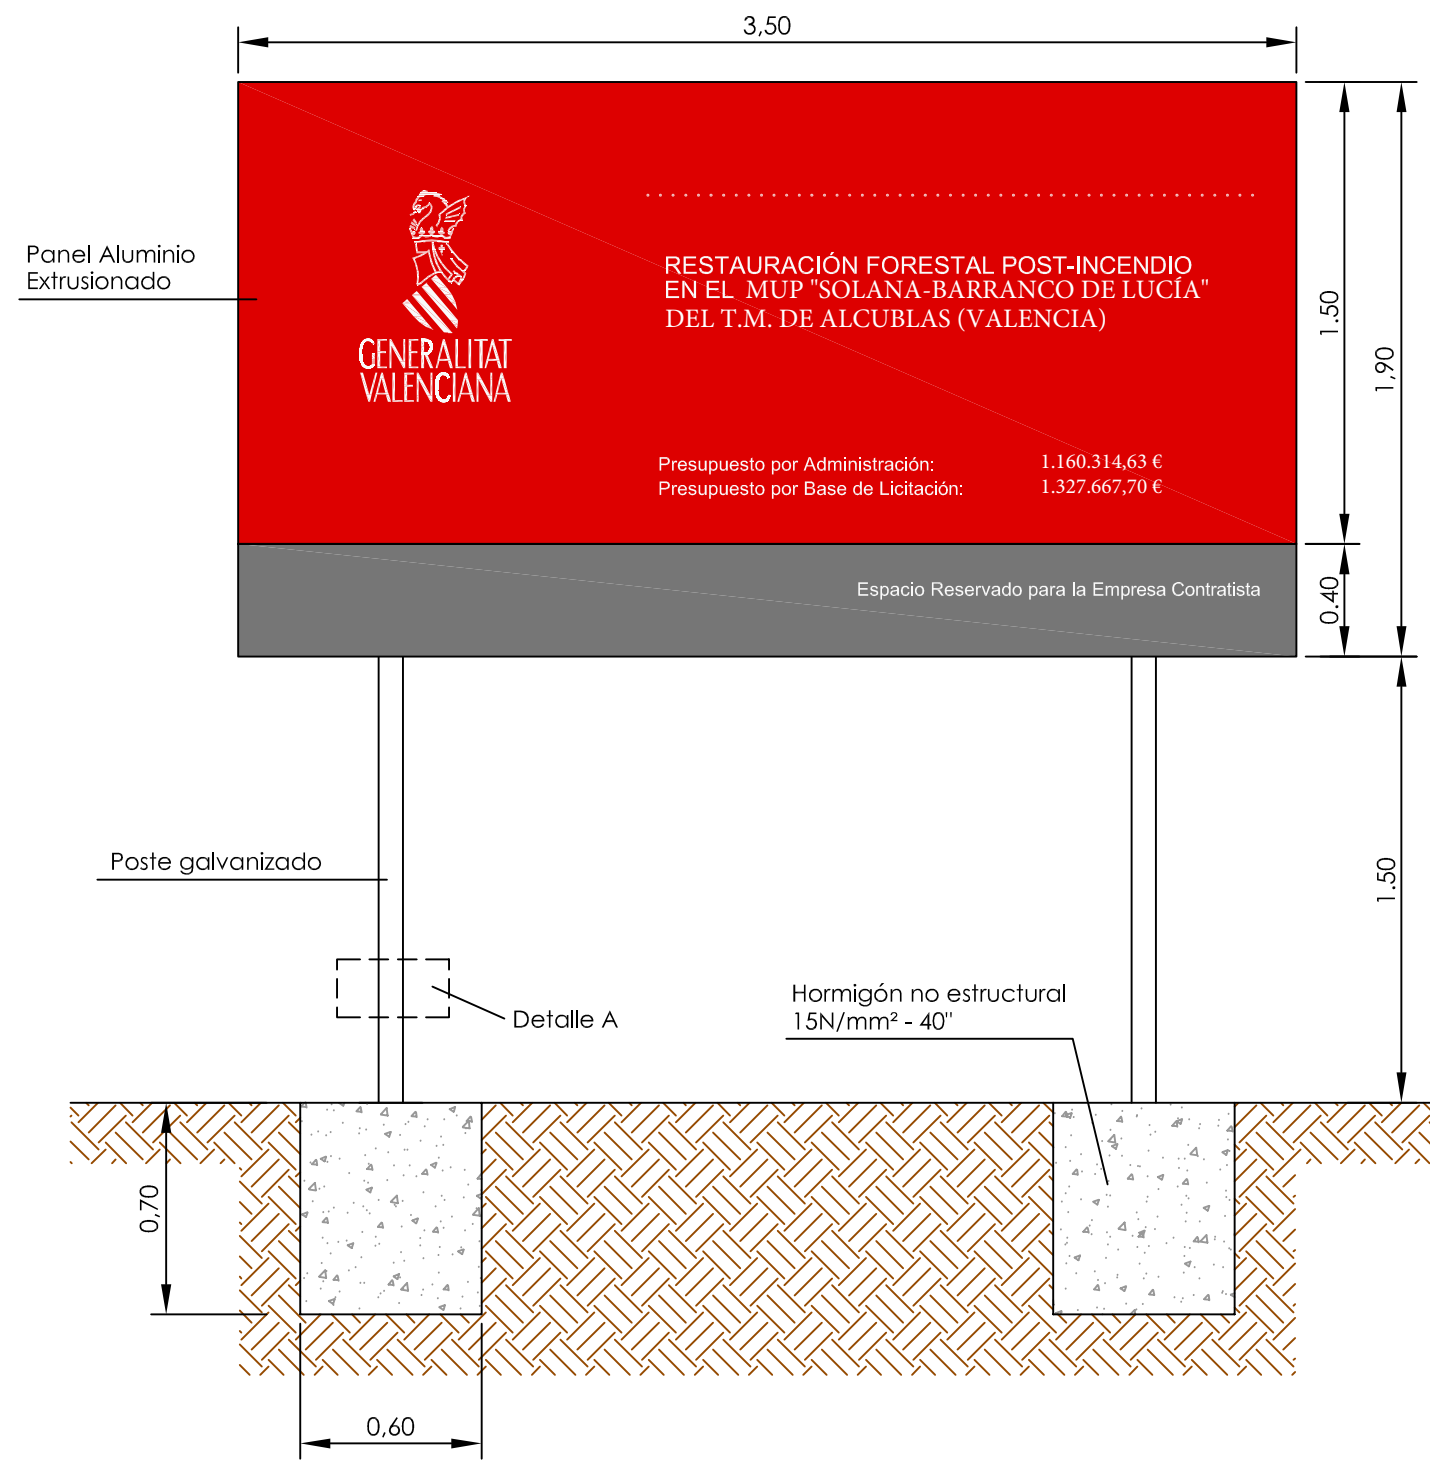 3,50
Panel Aluminio
Extrusionado
GENERALITAT
VALENCIANA
RESTAURACIÓN FORESTAL POST-INCENDIO
EN EL MUP "SOLANA-BARRANCO DE LUCÍA"
DEL T.M. DE ALCUBLAS (VALENCIA)
Presupuesto por Administración: 1.160.314,63 €
Presupuesto por Base de Licitación: 1.327.667,70 €
Espacio Reservado para la Empresa Contratista
1.50
1,90
0.40
Poste galvanizado
1.50
Detalle A
Hormigón no estructural
15N/mm² - 40"
0,70
0,60